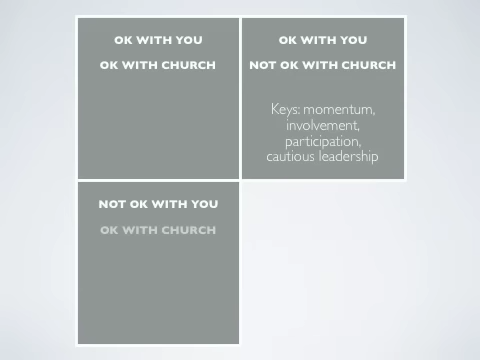 OK WITH YOU
OK WITH CHURCH
OK WITH YOU
NOT OK WITH CHURCH
Keys: momentum,
involvement,
participation,
cautious leadership
NOT OK WITH YOU
OK WITH CHURCH